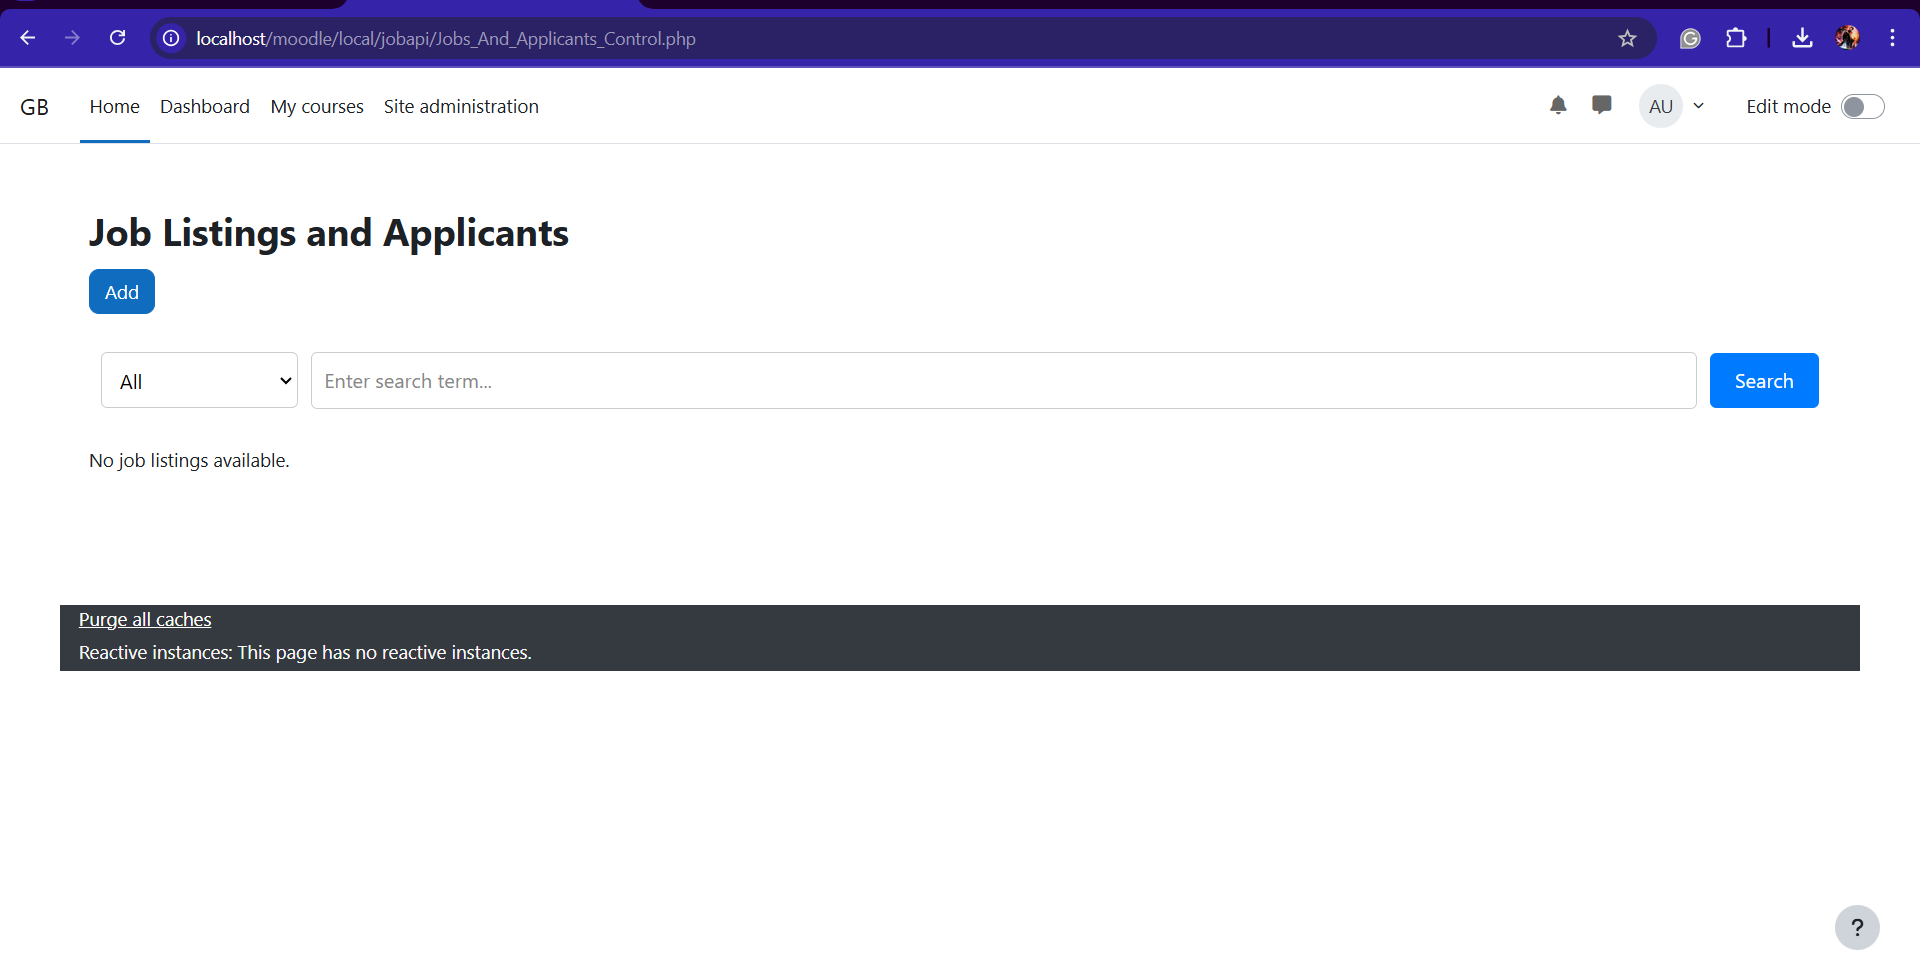 localhost/moodle/local/jobapi/Jobs_And_Applicants_Control.php
GB Home Dashboard My courses Site administration AU Edit mode
Job Listings and Applicants
Add
All Enter search term... Search
No job listings available.
Purge all caches
Reactive instances: This page has no reactive instances.
?